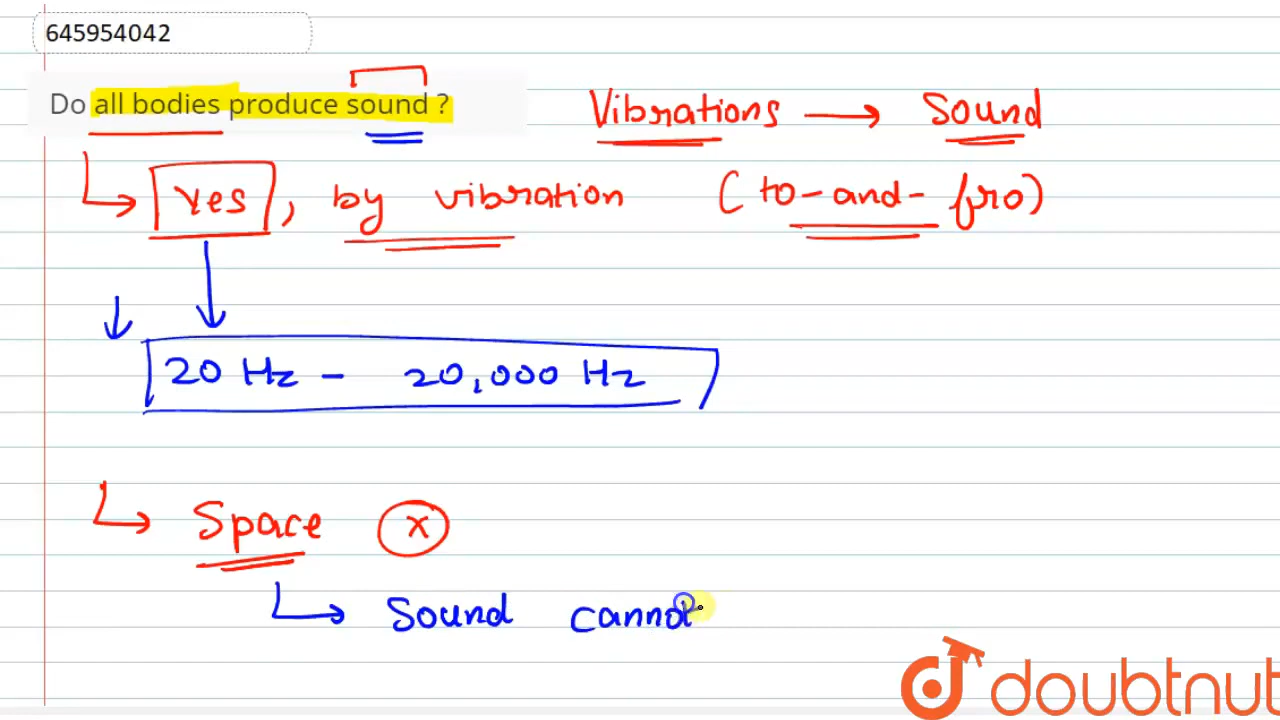 645954042
Do all bodies produce sound ?
Vibrations → Sound
Yes, by vibration (to-and-fro)
20 Hz - 20,000 Hz
Space x
Sound cannot
doubtnut